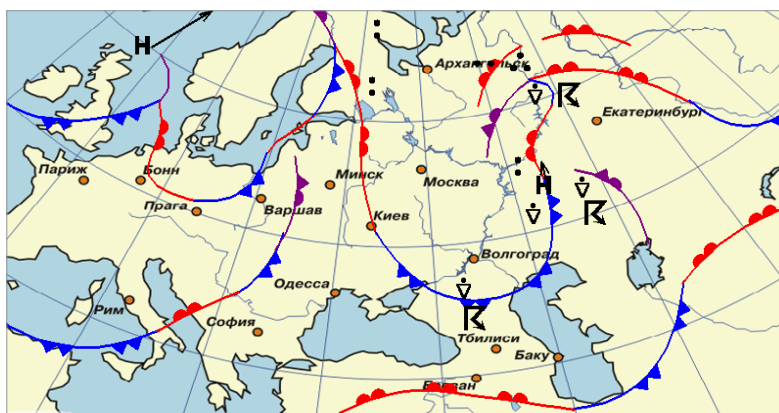 Н
Архангельск
Екатеринбург
Париж
Бонн
Минск
Москва
Н
Прага
Варшав
Киев
Волгоград
Одесса
Рим
София
Тбилиси
Баку